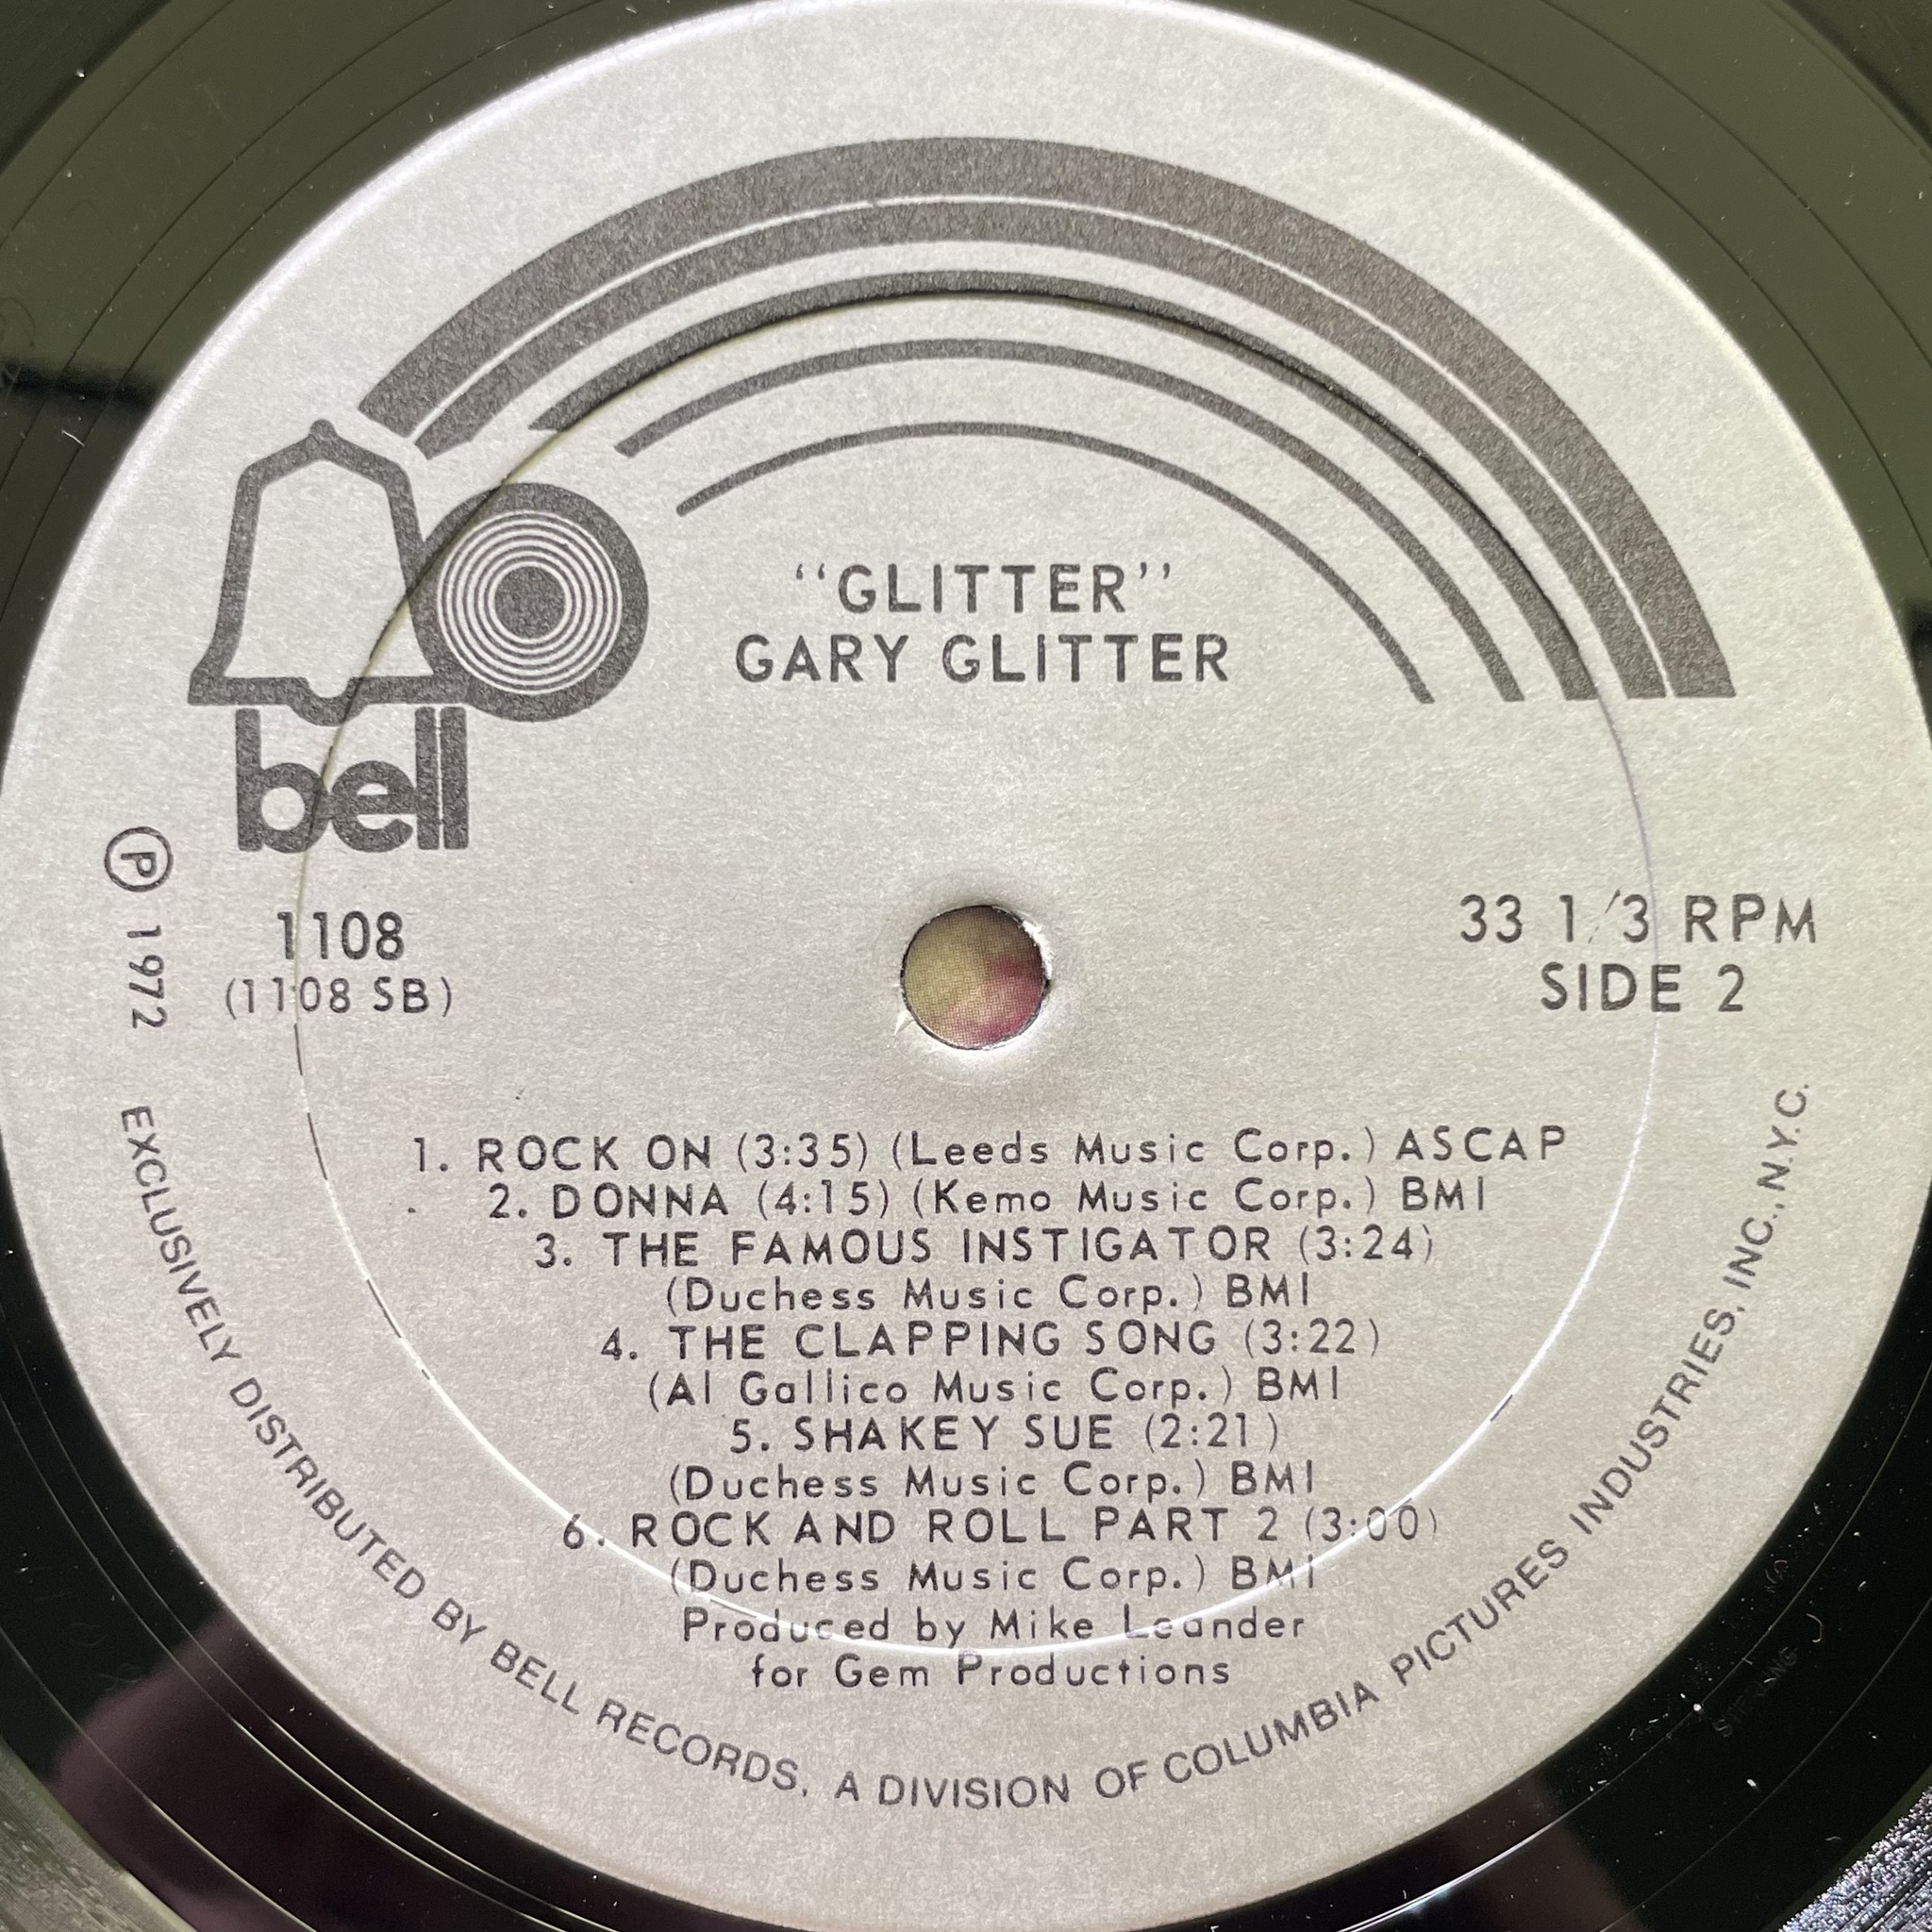 "GLITTER"
GARY GLITTER
bell
Ⓟ 1972
1108
(1108 SB)
33 1/3 RPM
SIDE 2
1. ROCK ON (3:35) (Leeds Music Corp.) ASCAP
2. DONNA (4:15) (Kemo Music Corp.) BMI
3. THE FAMOUS INSTIGATOR (3:24)
(Duchess Music Corp.) BMI
4. THE CLAPPING SONG (3:22)
(Al Gallico Music Corp.) BMI
5. SHAKEY SUE (2:21)
(Duchess Music Corp.) BMI
6. ROCK AND ROLL PART 2 (3:00)
(Duchess Music Corp.) BMI
Produced by Mike Leander
for Gem Productions
EXCLUSIVELY DISTRIBUTED BY BELL RECORDS, A DIVISION OF COLUMBIA PICTURES INDUSTRIES, INC., N.Y.C.